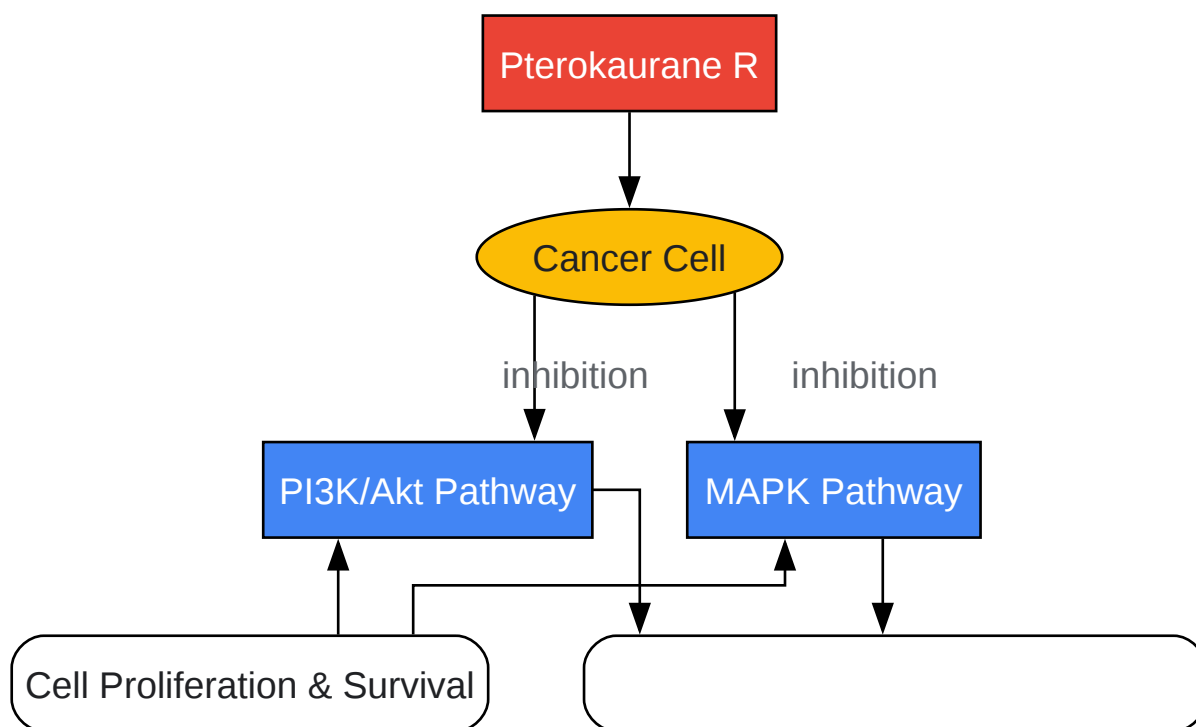 Pterokaurane R
Cancer Cell
inhibition
inhibition
PI3K/Akt Pathway
MAPK Pathway
Cell Proliferation & Survival